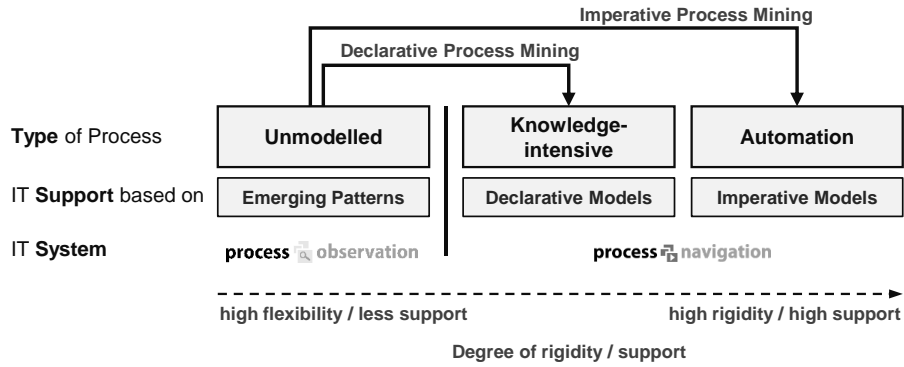 Imperative Process Mining
Declarative Process Mining
Type of Process
Unmodelled
Knowledge-
intensive
Automation
IT Support based on
Emerging Patterns
Declarative Models
Imperative Models
IT System
process observation
process navigation
high flexibility / less support
high rigidity / high support
Degree of rigidity / support